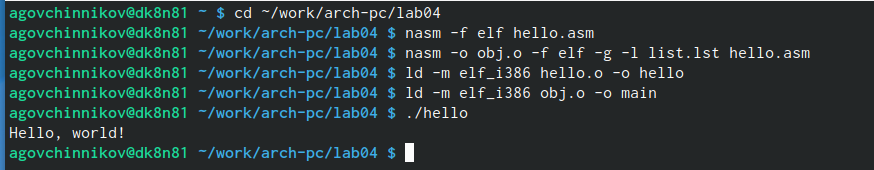 agovchinnikov@dk8n81 ~ $ cd ~/work/arch-pc/lab04
agovchinnikov@dk8n81 ~/work/arch-pc/lab04 $ nasm -f elf hello.asm
agovchinnikov@dk8n81 ~/work/arch-pc/lab04 $ nasm -o obj.o -f elf -g -l list.lst hello.asm
agovchinnikov@dk8n81 ~/work/arch-pc/lab04 $ ld -m elf_i386 hello.o -o hello
agovchinnikov@dk8n81 ~/work/arch-pc/lab04 $ ld -m elf_i386 obj.o -o main
agovchinnikov@dk8n81 ~/work/arch-pc/lab04 $ ./hello
Hello, world!
agovchinnikov@dk8n81 ~/work/arch-pc/lab04 $